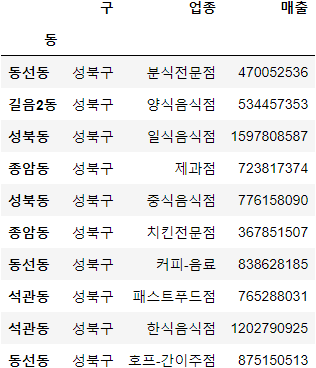 구 업종 매출
동
동선동 성북구 분식전문점 470052536
길음2동 성북구 양식음식점 534457353
성북동 성북구 일식음식점 1597808587
종암동 성북구 제과점 723817374
성북동 성북구 중식음식점 776158090
종암동 성북구 치킨전문점 367851507
동선동 성북구 커피-음료 838628185
석관동 성북구 패스트푸드점 765288031
석관동 성북구 한식음식점 1202790925
동선동 성북구 호프-간이주점 875150513